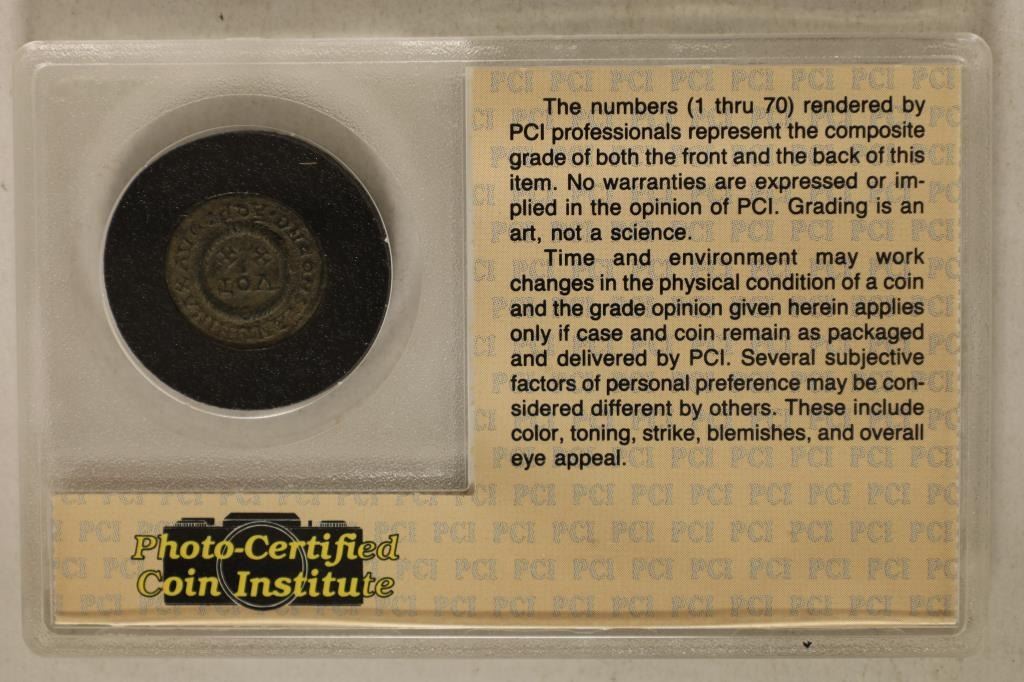 The numbers (1 thru 70) rendered by
PCI professionals represent the composite
grade of both the front and the back of this
item. No warranties are expressed or im-
plied in the opinion of PCI. Grading is an
art, not a science.
Time and environment may work
changes in the physical condition of a coin
and the grade opinion given herein applies
only if case and coin remain as packaged
and delivered by PCI. Several subjective
factors of personal preference may be con-
sidered different by others. These include
color, toning, strike, blemishes, and overall
eye appeal.
Photo-Certified
Coin Institute
VOT
XX